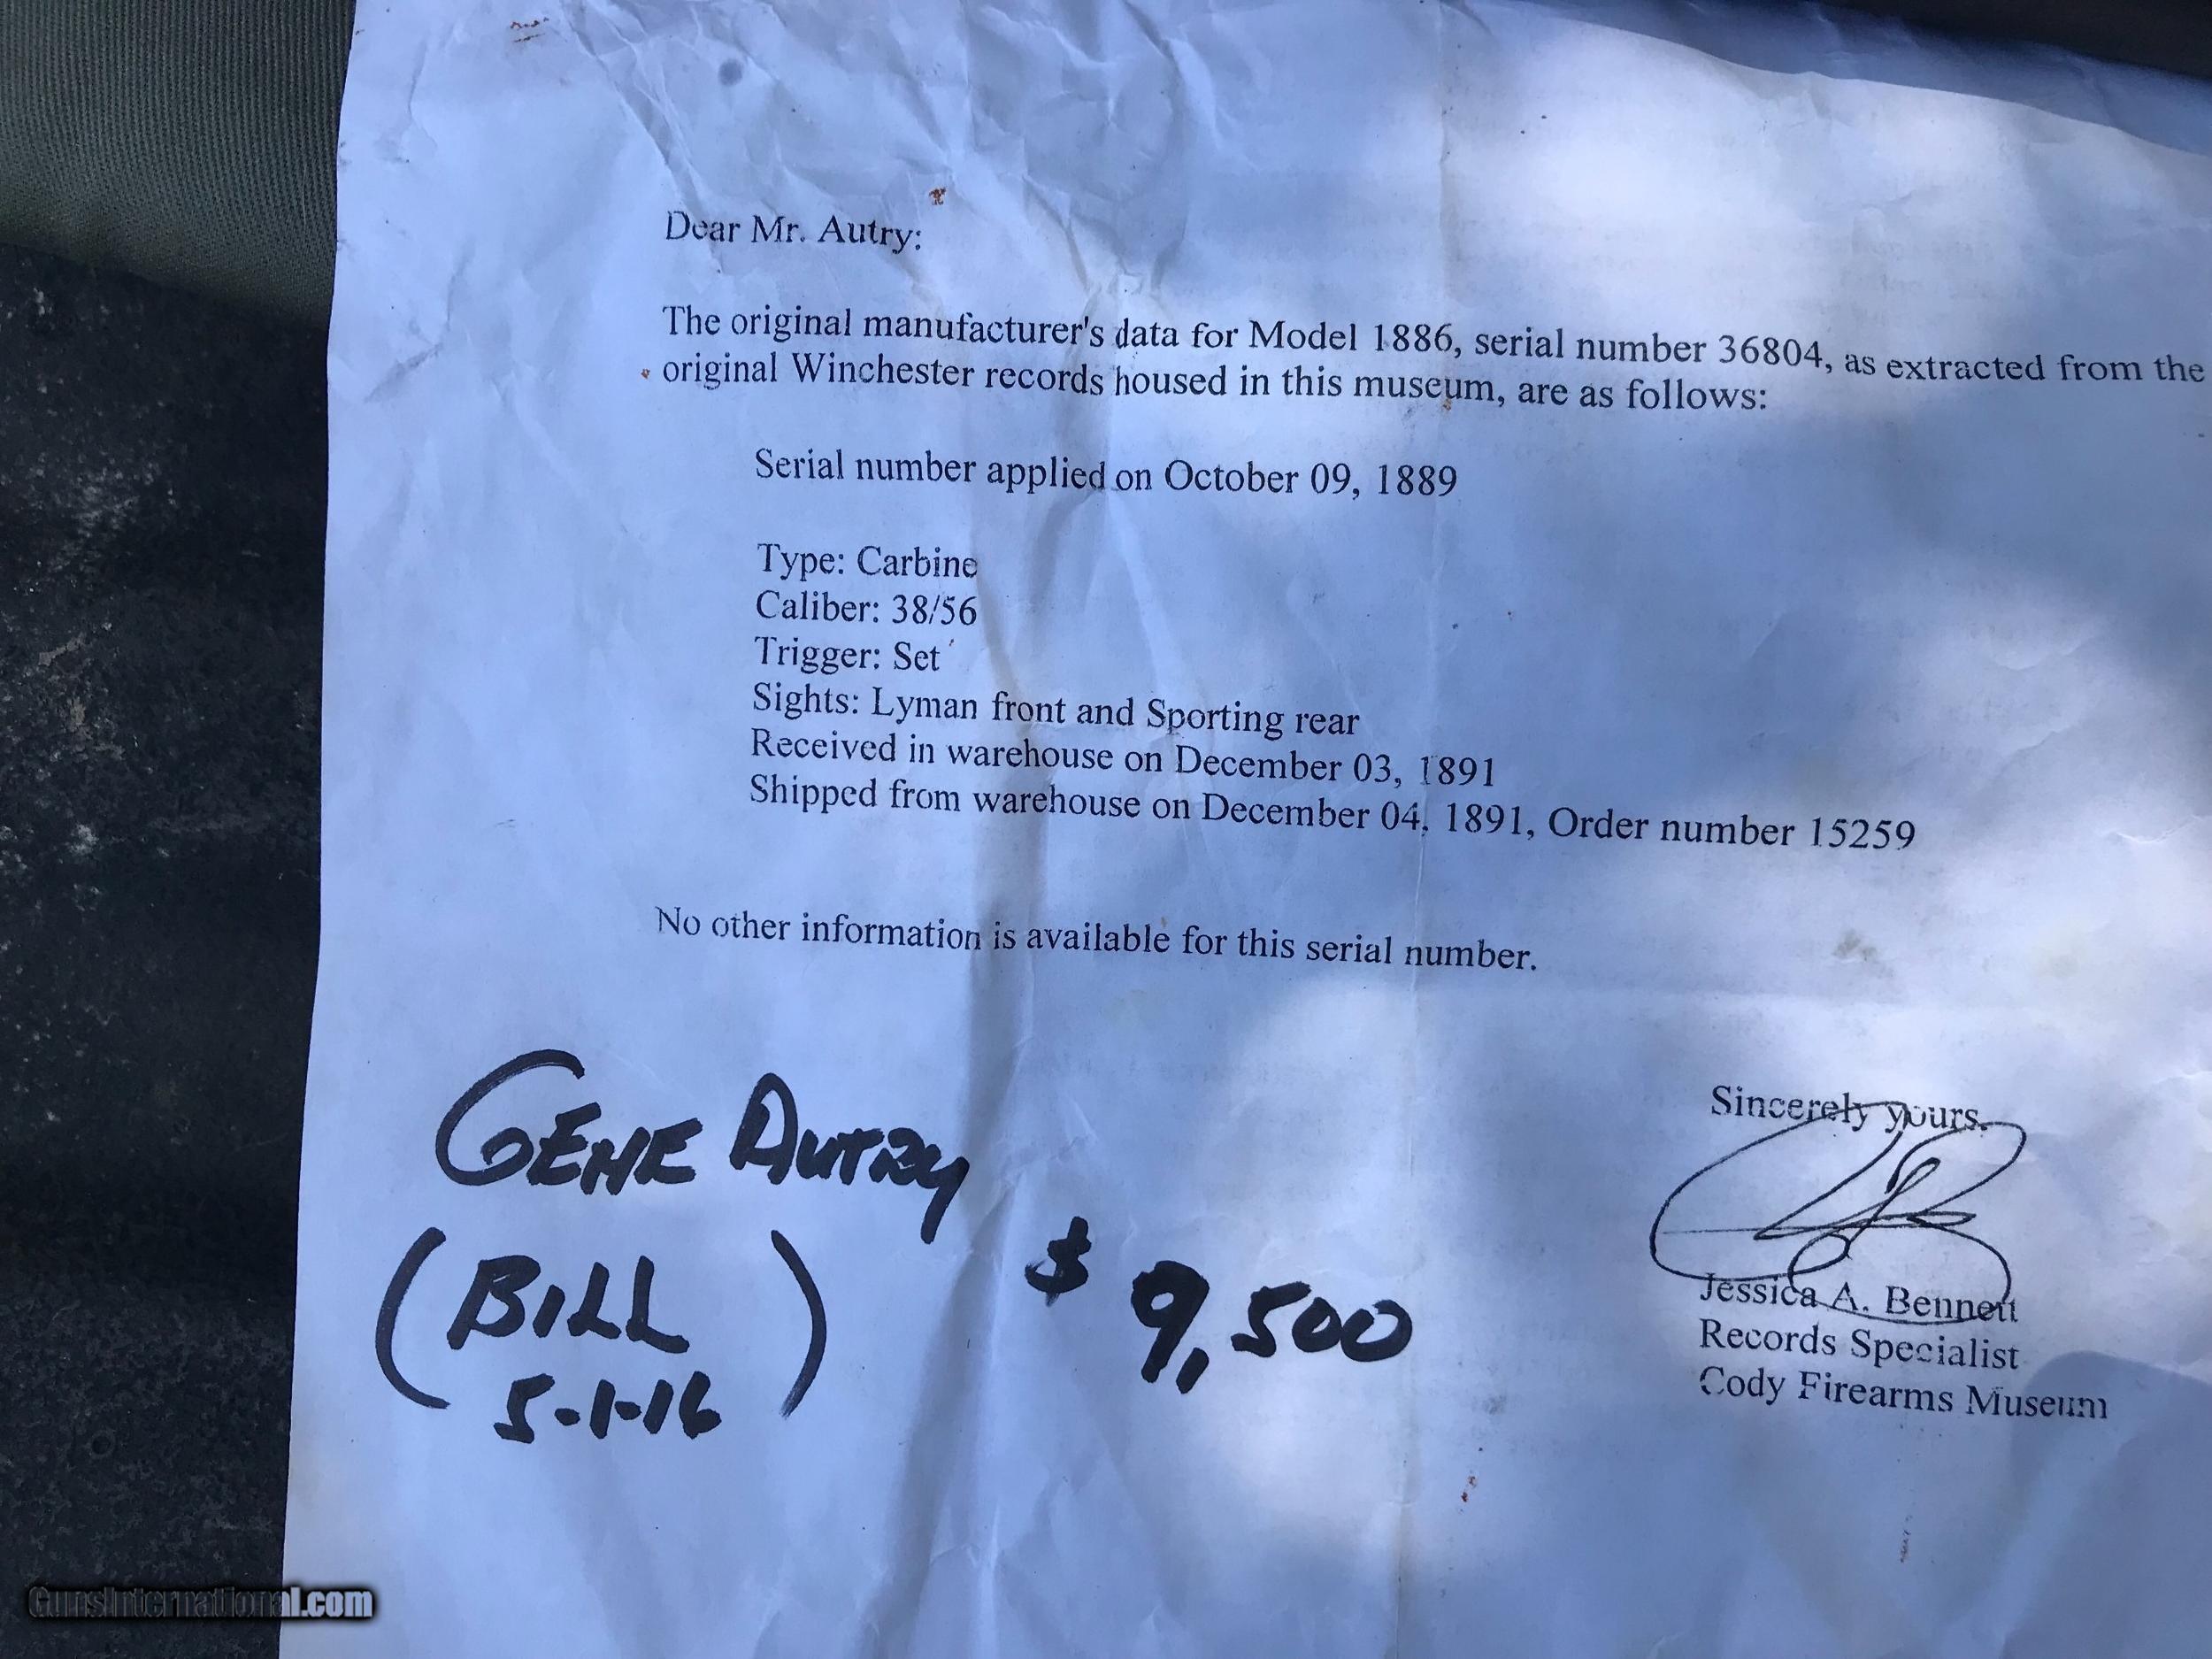 Dear Mr. Autry:
The original manufacturer's data for Model 1886, serial number 36804, as extracted from the
original Winchester records housed in this museum, are as follows:
Serial number applied on October 09, 1889
Type: Carbine
Caliber: 38/56
Trigger: Set
Sights: Lyman front and Sporting rear
Received in warehouse on December 03, 1891
Shipped from warehouse on December 04, 1891, Order number 15259
No other information is available for this serial number.
Sincerely yours,
Jessica A. Bennett
Records Specialist
Cody Firearms Museum
GENE AUTRY
(BILL
5-1-16)
$9,500
GunsInternational.com